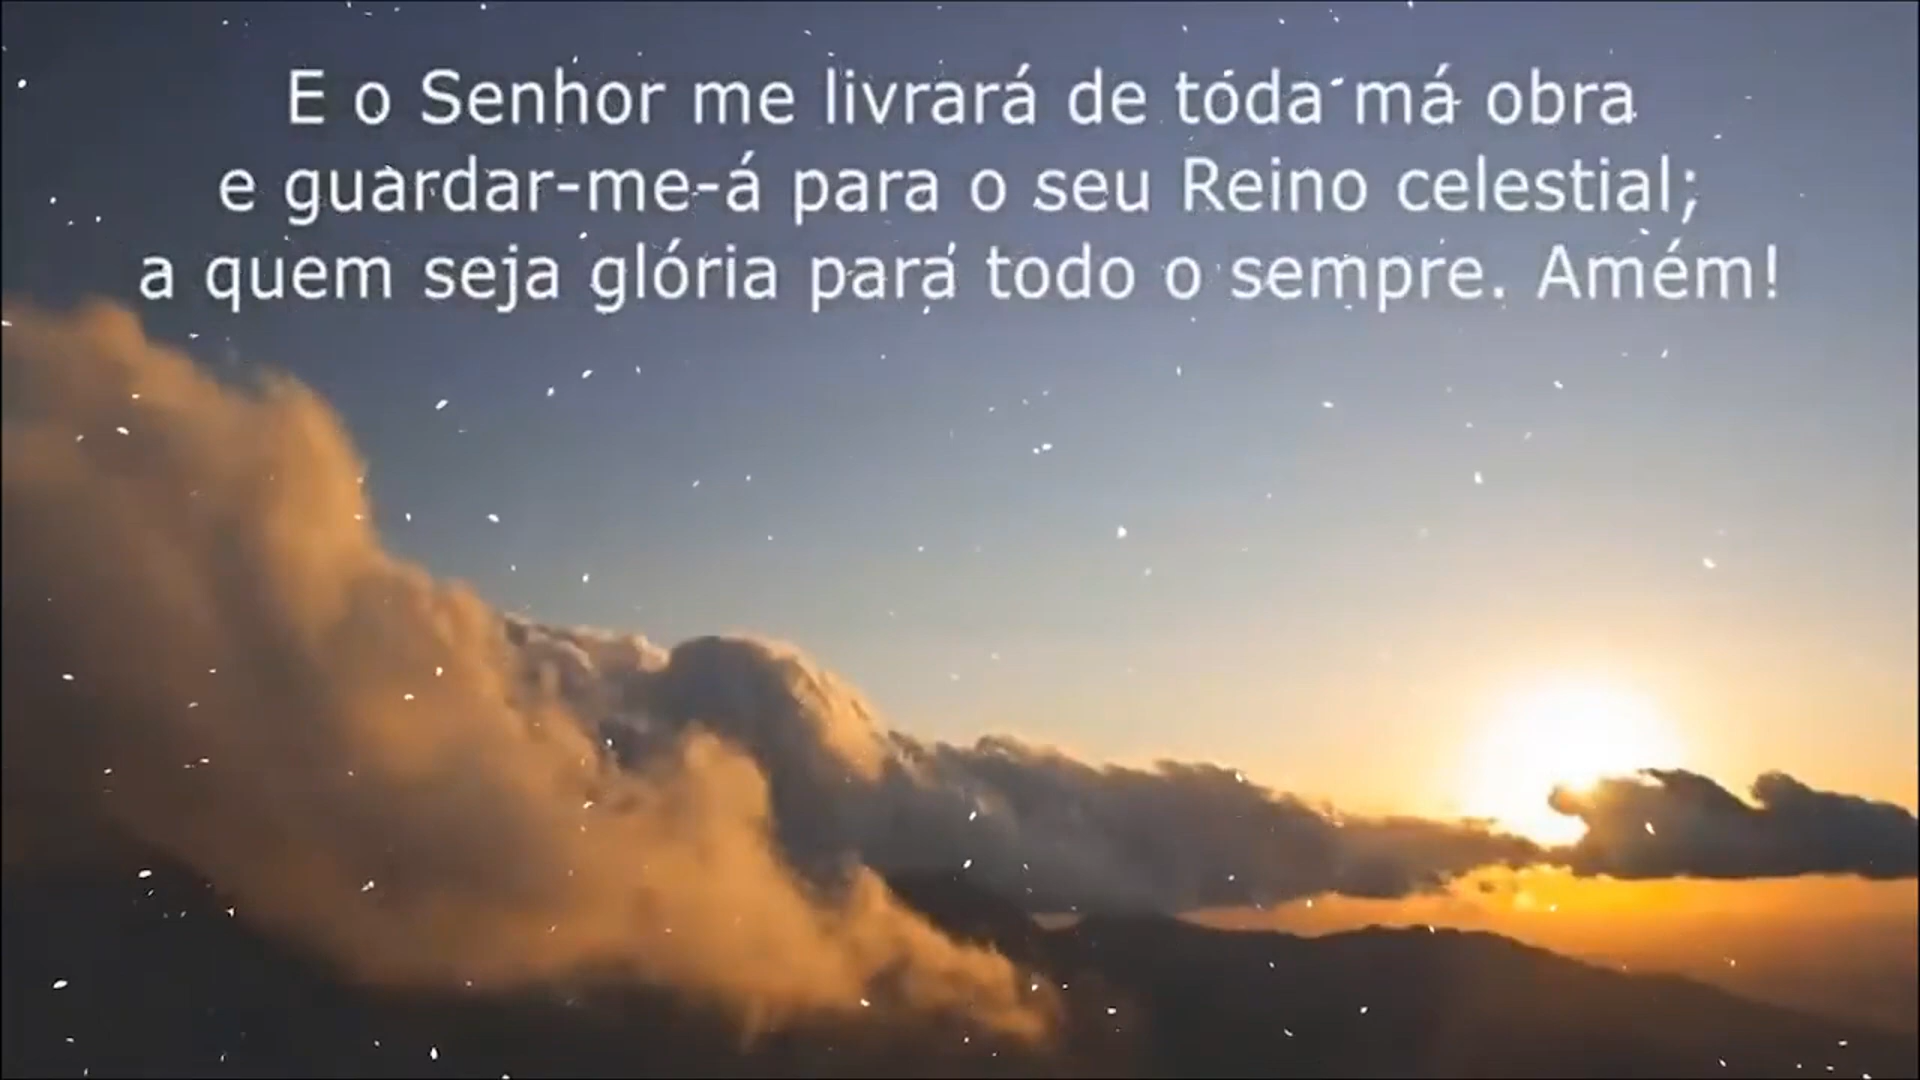 E o Senhor me livrará de toda má obra
e guardar-me-á para o seu Reino celestial;
a quem seja glória para todo o sempre. Amém!